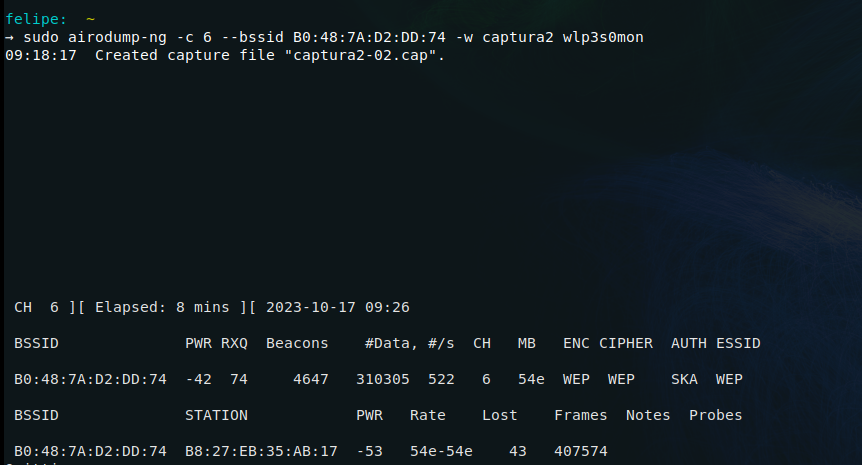 felipe: ~
→ sudo airodump-ng -c 6 --bssid B0:48:7A:D2:DD:74 -w captura2 wlp3s0mon
09:18:17  Created capture file "captura2-02.cap".
CH  6 ][ Elapsed: 8 mins ][ 2023-10-17 09:26
BSSID              PWR RXQ  Beacons    #Data, #/s  CH   MB   ENC CIPHER  AUTH ESSID
B0:48:7A:D2:DD:74  -42  74     4647   310305  522   6   54e  WEP  WEP    SKA  WEP
BSSID              STATION            PWR   Rate    Lost    Frames  Notes  Probes
B0:48:7A:D2:DD:74  B8:27:EB:35:AB:17  -53   54e-54e    43   407574